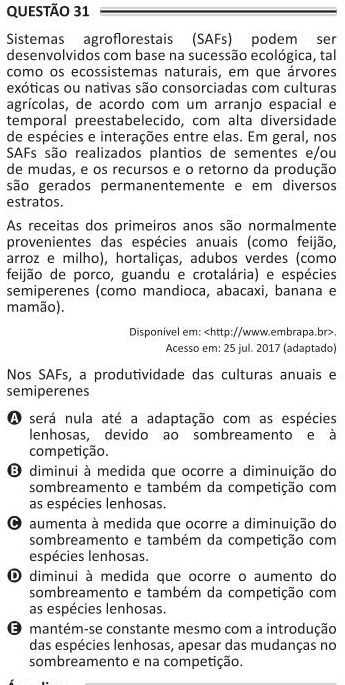 QUESTÃO 31
Sistemas agroflorestais (SAFs) podem ser
desenvolvidos com base na sucessão ecológica, tal
como os ecossistemas naturais, em que árvores
exóticas ou nativas são consorciadas com culturas
agrícolas, de acordo com um arranjo espacial e
temporal preestabelecido, com alta diversidade
de espécies e interações entre elas. Em geral, nos
SAFs são realizados plantios de sementes e/ou
de mudas, e os recursos e o retorno da produção
são gerados permanentemente e em diversos
estratos.
As receitas dos primeiros anos são normalmente
provenientes das espécies anuais (como feijão,
arroz e milho), hortaliças, adubos verdes (como
feijão de porco, guandu e crotalária) e espécies
semiperenes (como mandioca, abacaxi, banana e
mamão).
Disponível em: <http://www.embrapa.br>.
Acesso em: 25 jul. 2017 (adaptado)
Nos SAFs, a produtividade das culturas anuais e
semiperenes
A será nula até a adaptação com as espécies
lenhosas, devido ao sombreamento e à
competição.
B diminui à medida que ocorre a diminuição do
sombreamento e também da competição com
as espécies lenhosas.
C aumenta à medida que ocorre a diminuição do
sombreamento e também da competição com
espécies lenhosas.
D diminui à medida que ocorre o aumento do
sombreamento e também da competição com
as espécies lenhosas.
E mantém-se constante mesmo com a introdução
das espécies lenhosas, apesar das mudanças no
sombreamento e na competição.